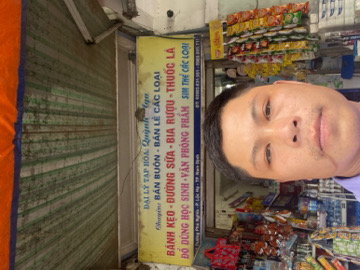 ĐẠI LÝ TẠP HÓA: Quỳnh Nga
Chuyên: BÁN BUÔN - BÁN LẺ CÁC LOẠI
BÁNH KẸO - ĐƯỜNG SỮA - BIA RƯỢU - THUỐC LÁ
ĐỒ DÙNG HỌC SINH - VĂN PHÒNG PHẨM SIM THẺ CÁC LOẠI